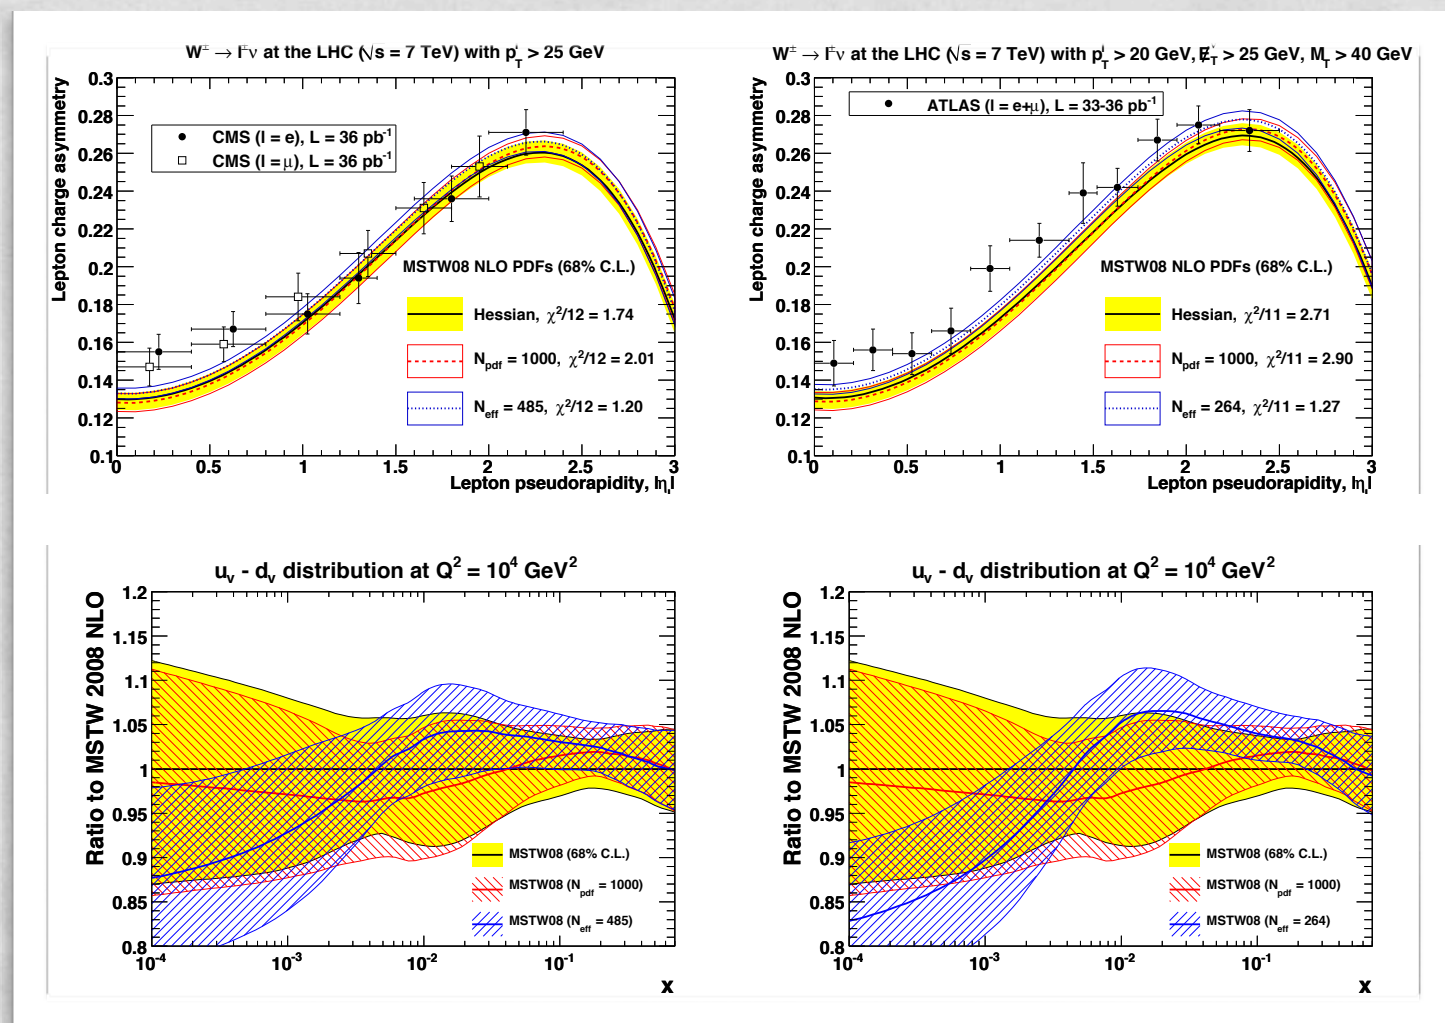 W± → l±ν at the LHC (√s = 7 TeV) with p_T^l > 25 GeV
Lepton charge asymmetry
0.3
0.28
0.26
0.24
0.22
0.2
0.18
0.16
0.14
0.12
0.1
CMS (l = e), L = 36 pb⁻¹
CMS (l = μ), L = 36 pb⁻¹
MSTW08 NLO PDFs (68% C.L.)
Hessian, χ²/12 = 1.74
N_pdf = 1000, χ²/12 = 2.01
N_eff = 485, χ²/12 = 1.20
0 0.5 1 1.5 2 2.5 3
Lepton pseudorapidity, |η_l|
W± → l±ν at the LHC (√s = 7 TeV) with p_T^l > 20 GeV, E̸_T^ν > 25 GeV, M_T > 40 GeV
Lepton charge asymmetry
0.3
0.28
0.26
0.24
0.22
0.2
0.18
0.16
0.14
0.12
0.1
ATLAS (l = e+μ), L = 33-36 pb⁻¹
MSTW08 NLO PDFs (68% C.L.)
Hessian, χ²/11 = 2.71
N_pdf = 1000, χ²/11 = 2.90
N_eff = 264, χ²/11 = 1.27
0 0.5 1 1.5 2 2.5 3
Lepton pseudorapidity, |η_l|
u_v - d_v distribution at Q² = 10⁴ GeV²
Ratio to MSTW 2008 NLO
1.2
1.15
1.1
1.05
1
0.95
0.9
0.85
0.8
MSTW08 (68% C.L.)
MSTW08 (N_pdf = 1000)
MSTW08 (N_eff = 485)
10⁻⁴ 10⁻³ 10⁻² 10⁻¹
x
u_v - d_v distribution at Q² = 10⁴ GeV²
Ratio to MSTW 2008 NLO
1.2
1.15
1.1
1.05
1
0.95
0.9
0.85
0.8
MSTW08 (68% C.L.)
MSTW08 (N_pdf = 1000)
MSTW08 (N_eff = 264)
10⁻⁴ 10⁻³ 10⁻² 10⁻¹
x